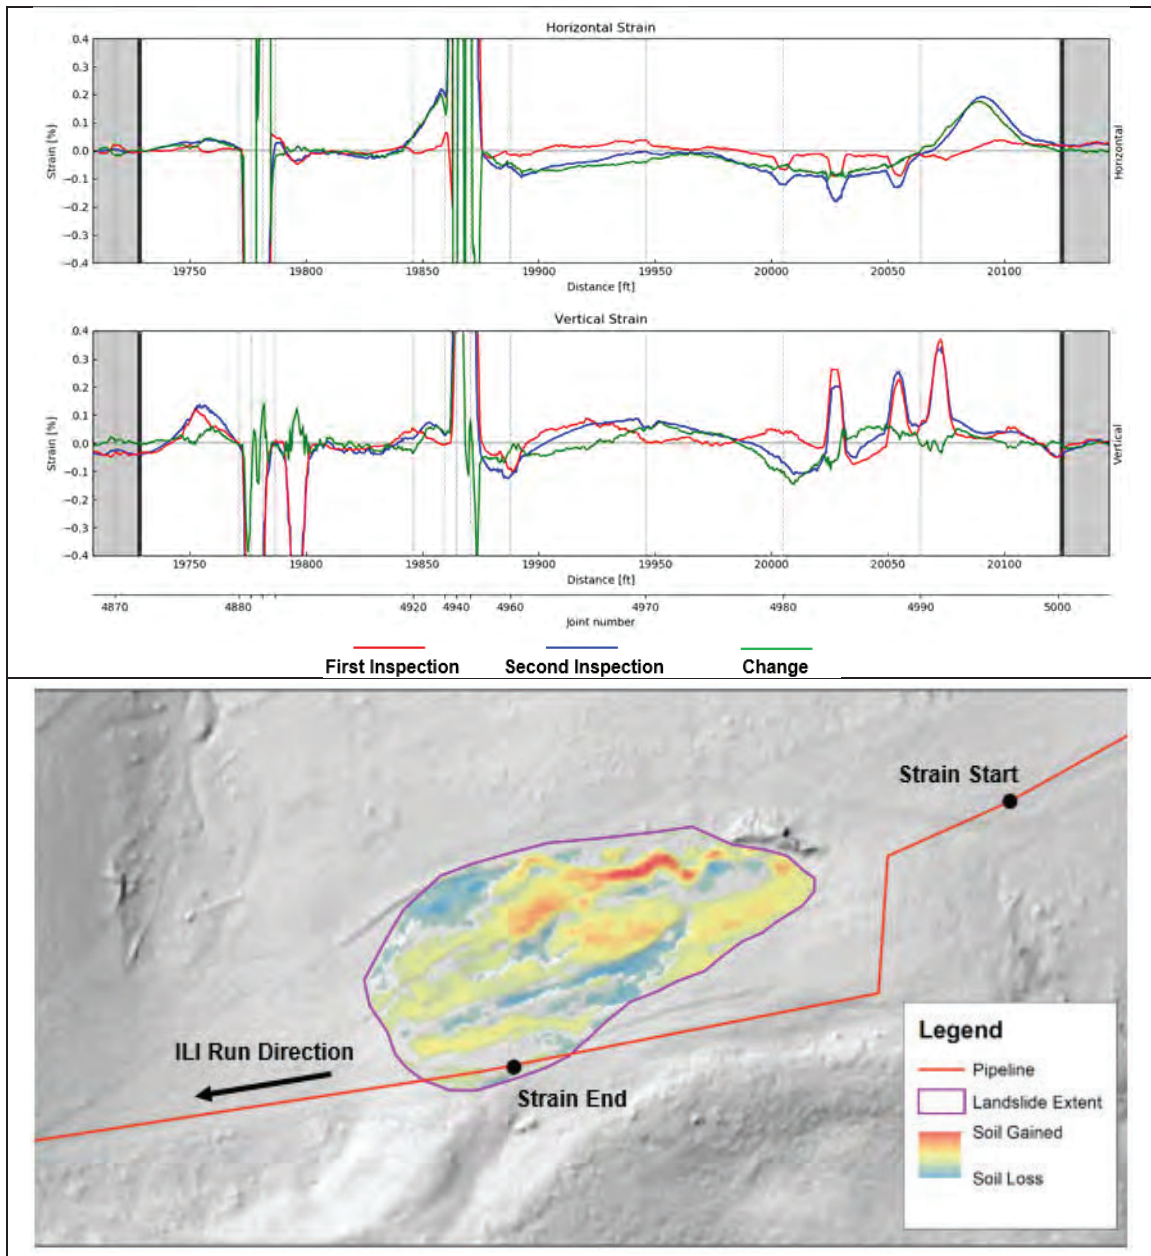 Horizontal Strain
0.4
0.3
0.2
0.1
0.0
−0.1
−0.2
−0.3
−0.4
Strain [%]
Horizontal
19750 19800 19850 19900 19950 20000 20050 20100
Distance [ft]
Vertical Strain
0.4
0.3
0.2
0.1
0.0
−0.1
−0.2
−0.3
−0.4
Strain [%]
Vertical
19750 19800 19850 19900 19950 20000 20050 20100
Distance [ft]
4870 4880 4920 4940 4960 4970 4980 4990 5000
Joint number
First Inspection Second Inspection Change
Strain Start
ILI Run Direction
Strain End
Legend
Pipeline
Landslide Extent
Soil Gained
Soil Loss